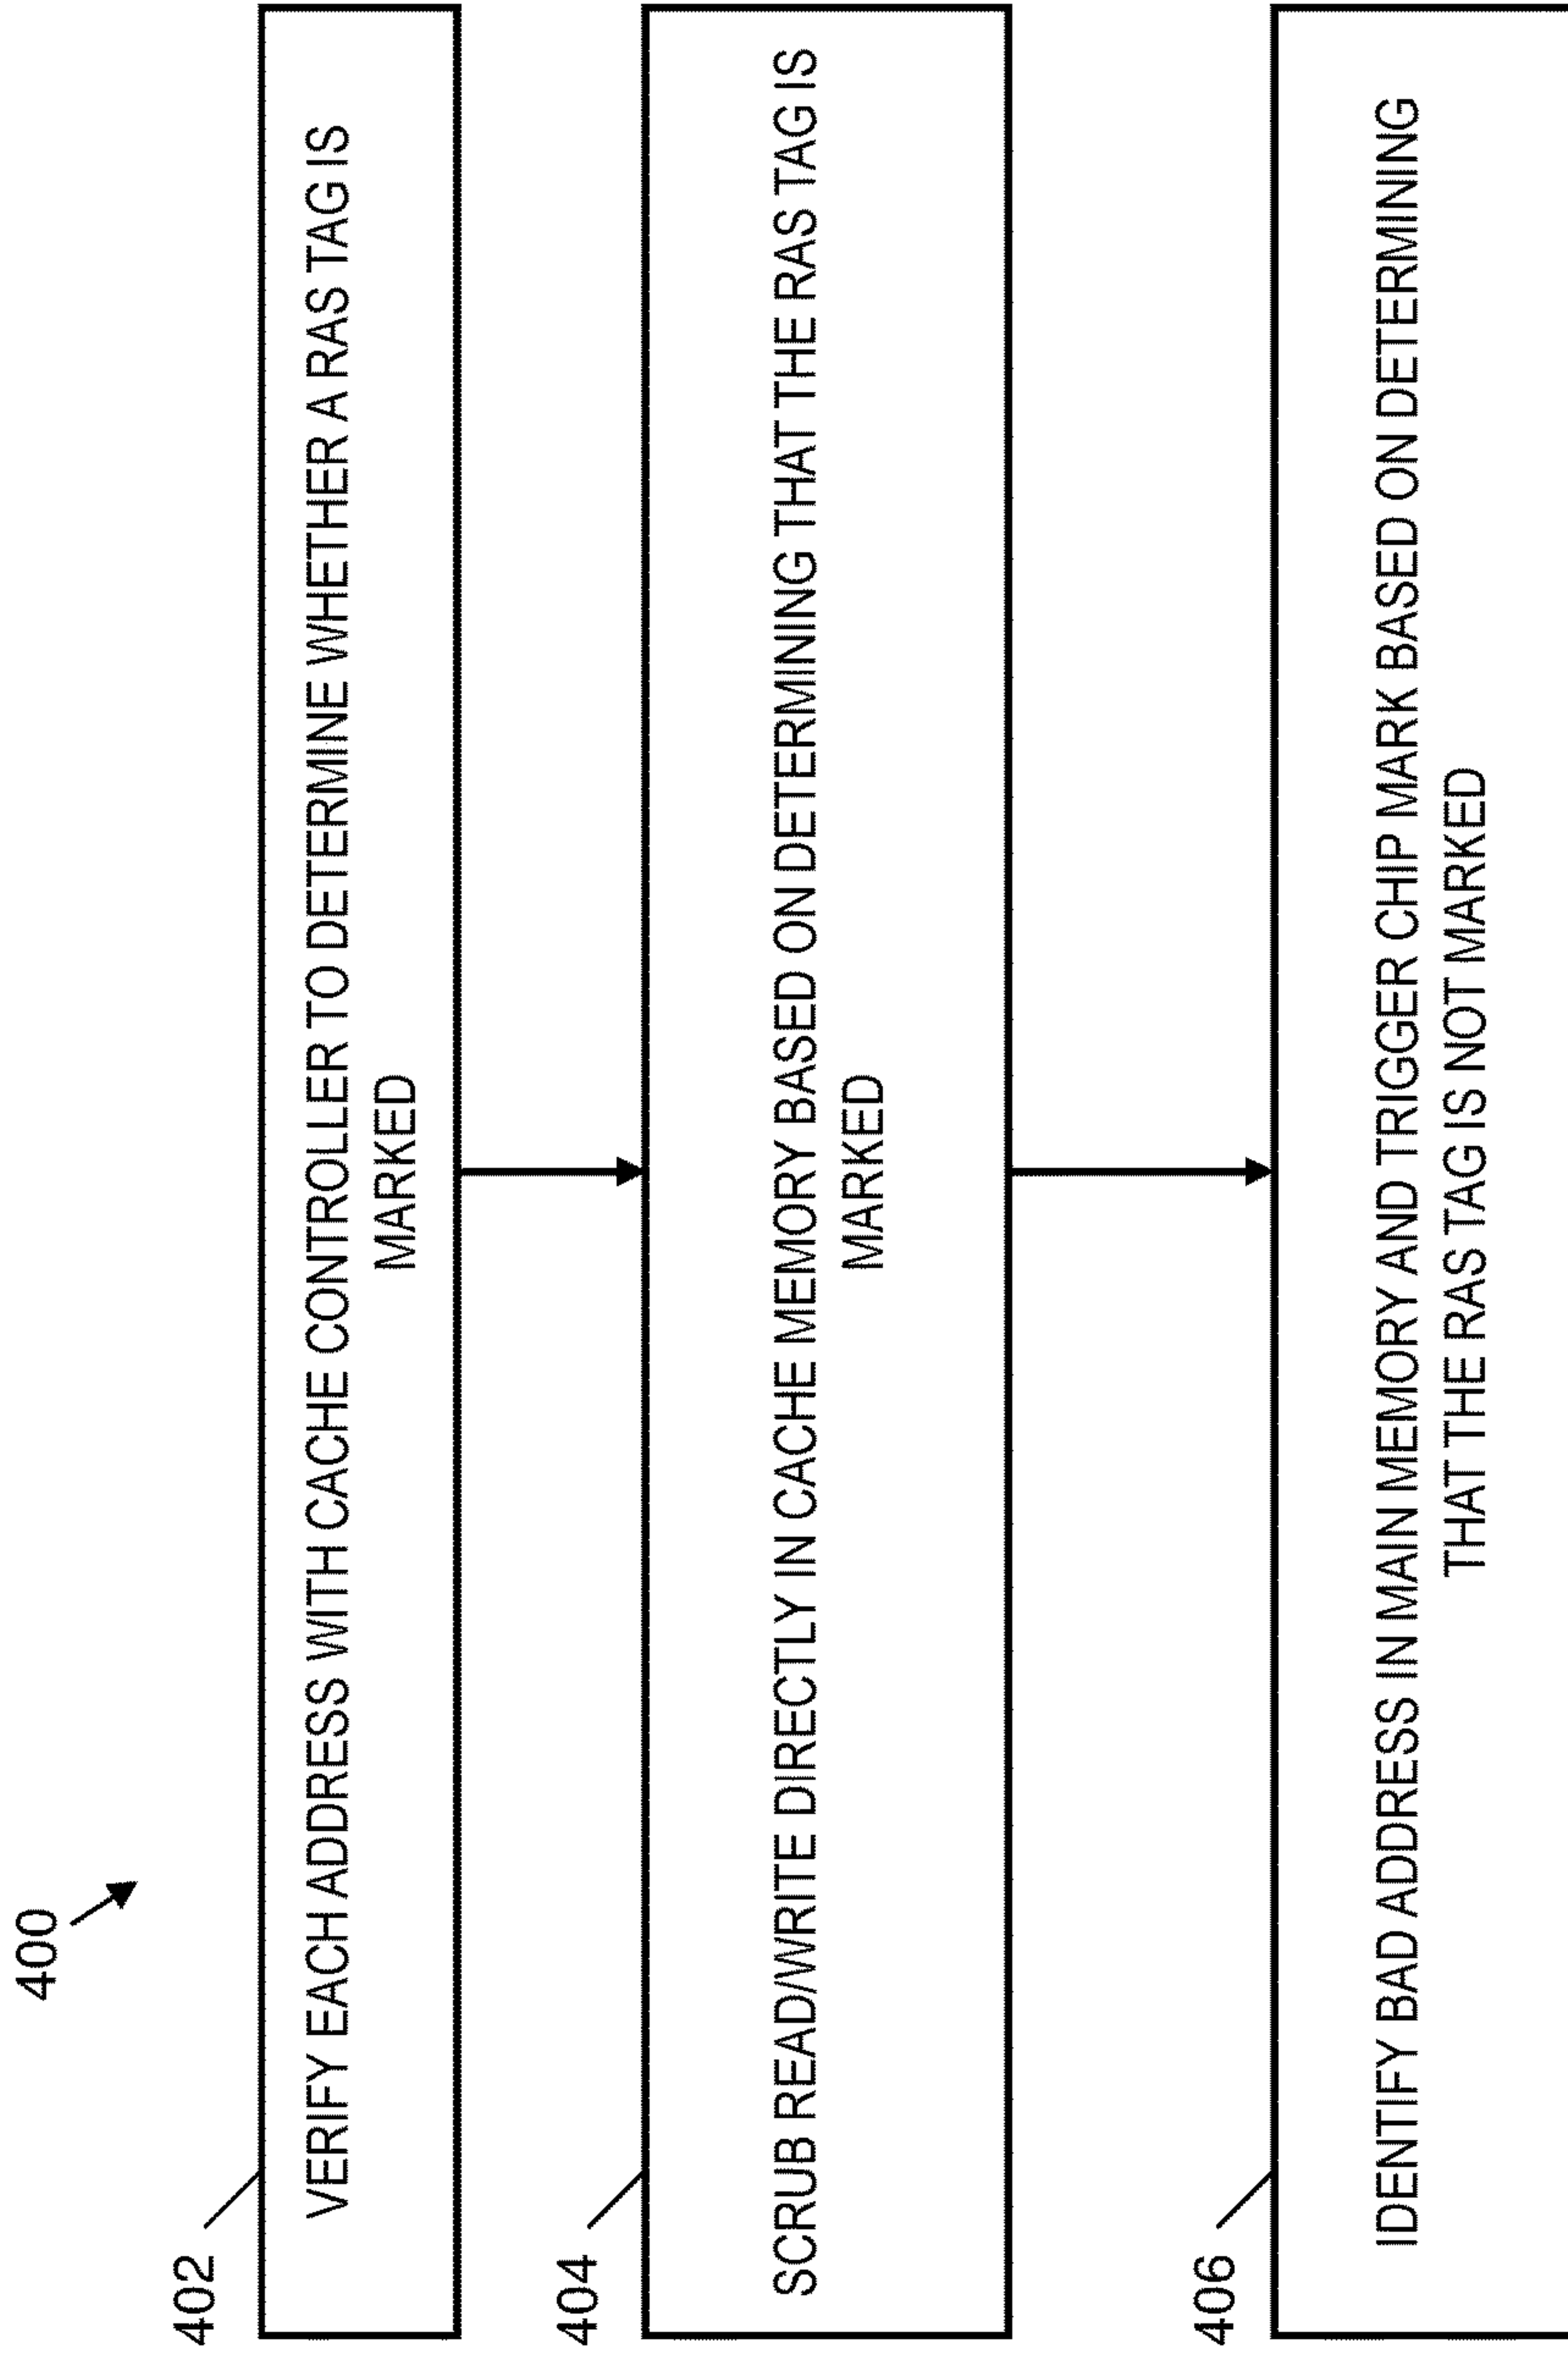 400
402
VERIFY EACH ADDRESS WITH CACHE CONTROLLER TO DETERMINE WHETHER A RAS TAG IS
MARKED
404
SCRUB READ/WRITE DIRECTLY IN CACHE MEMORY BASED ON DETERMINING THAT THE RAS TAG IS
MARKED
406
IDENTIFY BAD ADDRESS IN MAIN MEMORY AND TRIGGER CHIP MARK BASED ON DETERMINING
THAT THE RAS TAG IS NOT MARKED